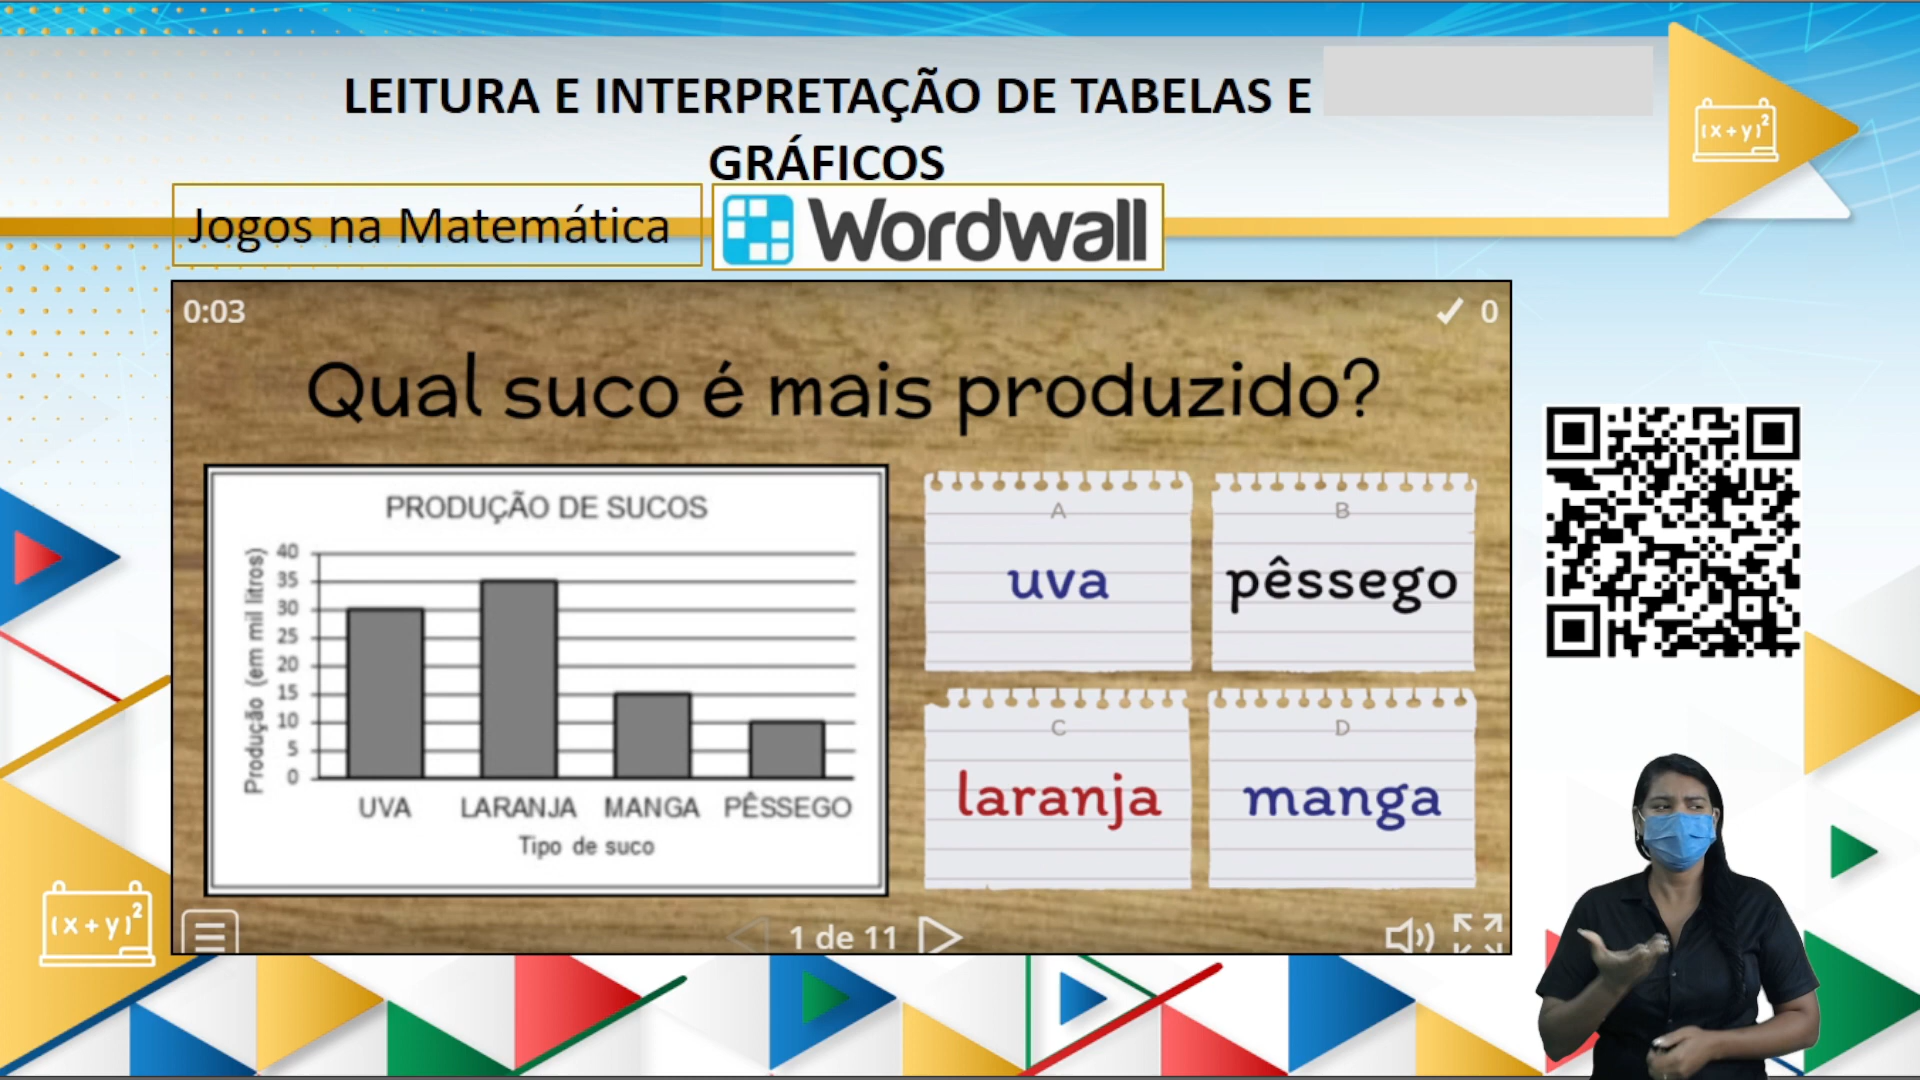 LEITURA E INTERPRETAÇÃO DE TABELAS E
GRÁFICOS
(x+y)²
Jogos na Matemática
Wordwall
0:03
0
Qual suco é mais produzido?
PRODUÇÃO DE SUCOS
Produção (em mil litros)
40
35
30
25
20
15
10
5
0
UVA LARANJA MANGA PÊSSEGO
Tipo de suco
A
uva
B
pêssego
C
laranja
D
manga
1 de 11
(x+y)²